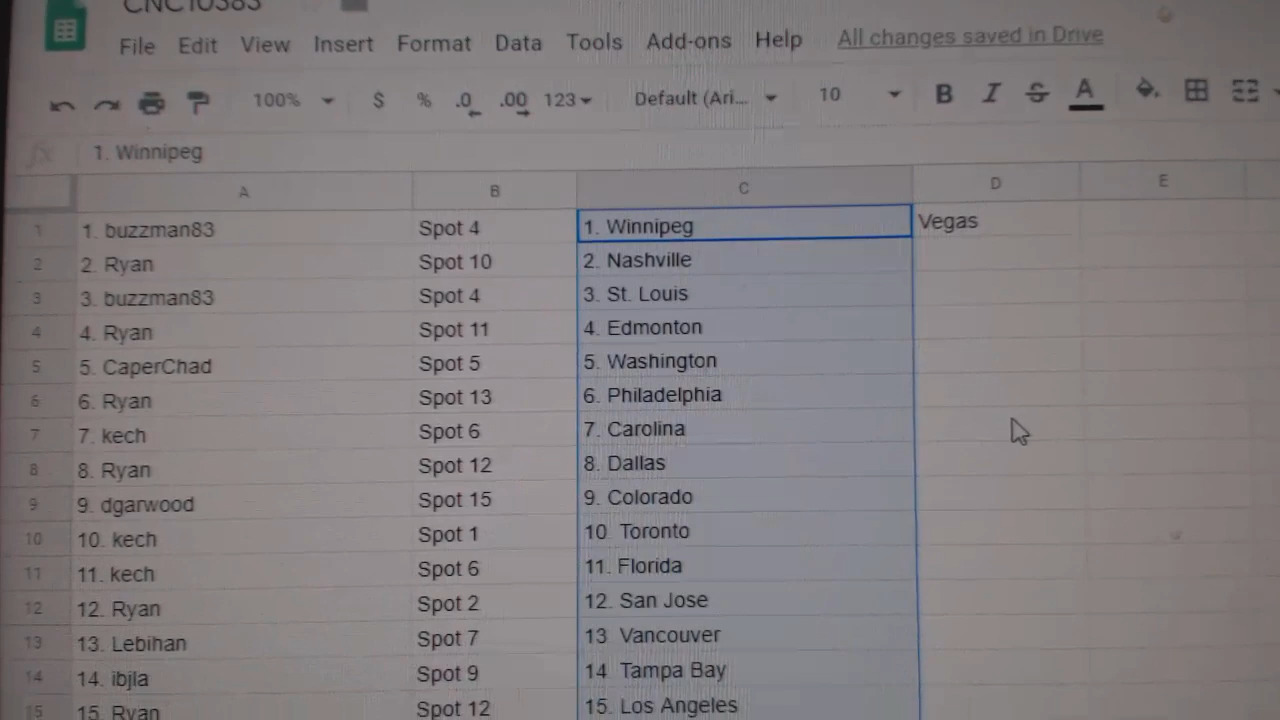 CNC10383
File Edit View Insert Format Data Tools Add-ons Help All changes saved in Drive
100% $ % .0 .00 123 Default (Ari... 10 B I S A
fx 1. Winnipeg
A B C D E
1 1. buzzman83 Spot 4 1. Winnipeg Vegas
2 2. Ryan Spot 10 2. Nashville
3 3. buzzman83 Spot 4 3. St. Louis
4 4. Ryan Spot 11 4. Edmonton
5 5. CaperChad Spot 5 5. Washington
6 6. Ryan Spot 13 6. Philadelphia
7 7. kech Spot 6 7. Carolina
8 8. Ryan Spot 12 8. Dallas
9 9. dgarwood Spot 15 9. Colorado
10 10. kech Spot 1 10 Toronto
11 11. kech Spot 6 11. Florida
12 12. Ryan Spot 2 12. San Jose
13 13. Lebihan Spot 7 13 Vancouver
14 14. ibjla Spot 9 14 Tampa Bay
15 15. Ryan Spot 12 15. Los Angeles